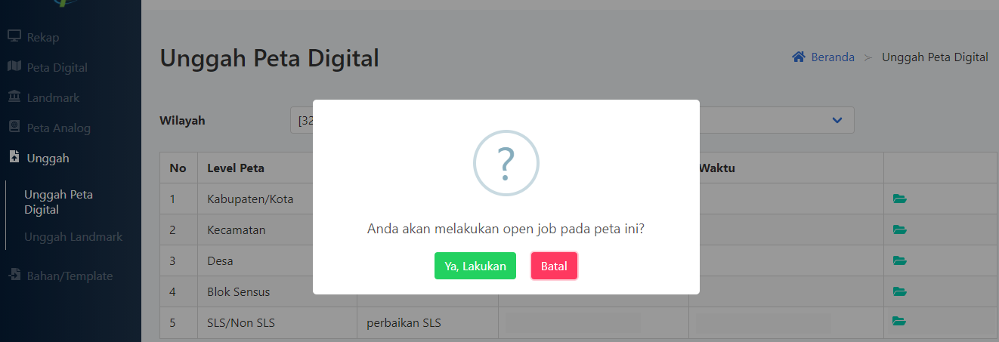 Rekap
Peta Digital
Landmark
Peta Analog
Unggah
Unggah Peta
Digital
Unggah Landmark
Bahan/Template
Unggah Peta Digital
Beranda > Unggah Peta Digital
Wilayah
[32
No Level Peta Waktu
1 Kabupaten/Kota
2 Kecamatan
3 Desa
4 Blok Sensus
5 SLS/Non SLS perbaikan SLS
?
Anda akan melakukan open job pada peta ini?
Ya, Lakukan Batal